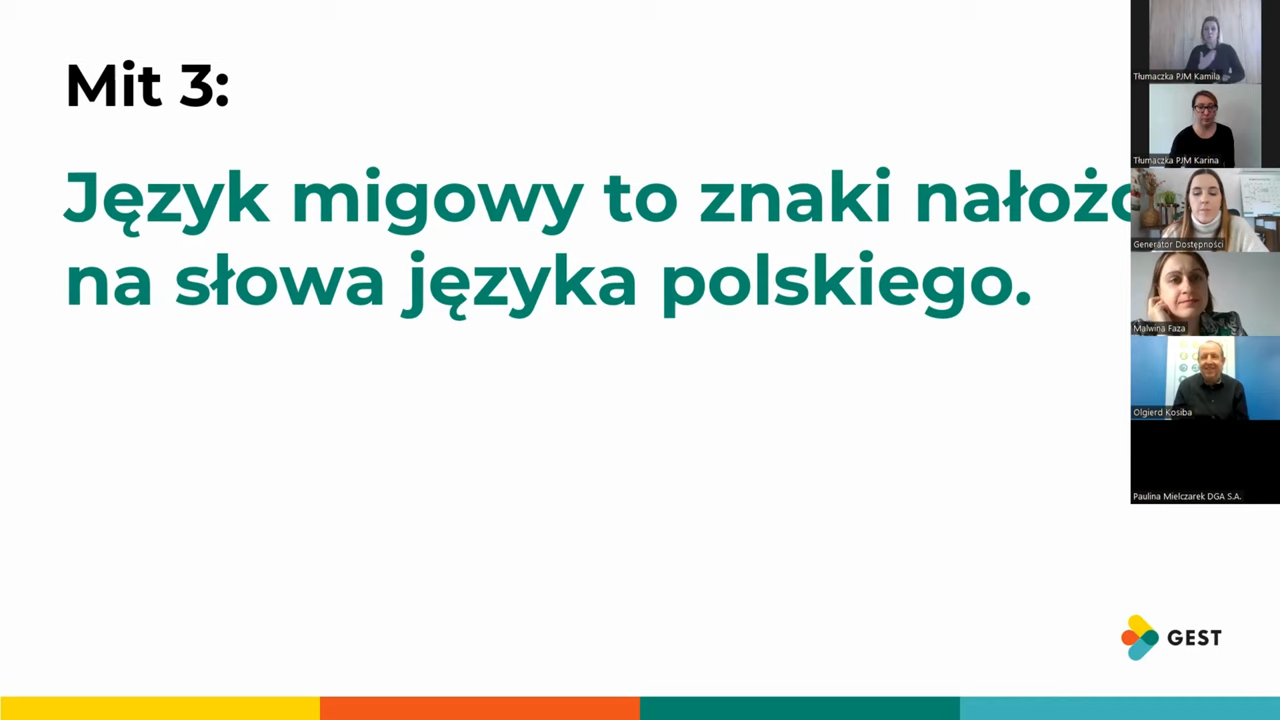 Mit 3:
Język migowy to znaki
na słowa języka polskiego.
Tłumaczka PJM Kamila
Tłumaczka PJM Karina
Generator Dostępności
Malwina Faza
Olgierd Kosiba
Paulina Mielczarek DGA S.A.
GEST